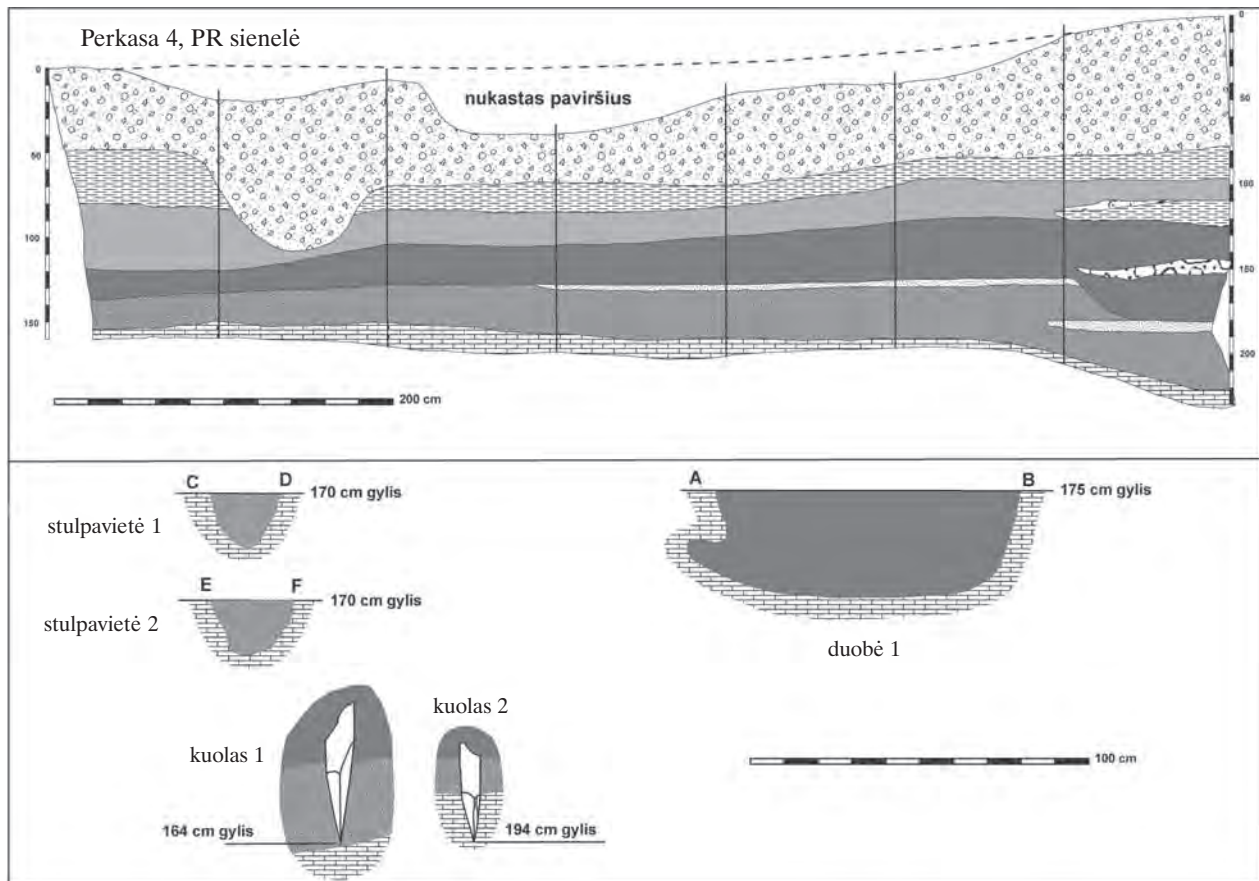 Perkasa 4, PR sienelė
0
50
100
150
nukastas paviršius
0
50
100
150
200
200 cm
C D
170 cm gylis
stulpavietė 1
E F
170 cm gylis
stulpavietė 2
A B
175 cm gylis
duobė 1
kuolas 1
164 cm gylis
kuolas 2
194 cm gylis
100 cm